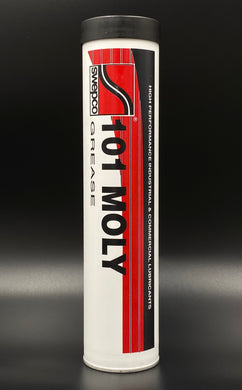 swepco
®
101 MOLY
GREASE
HIGH PERFORMANCE INDUSTRIAL & COMMERCIAL LUBRICANTS